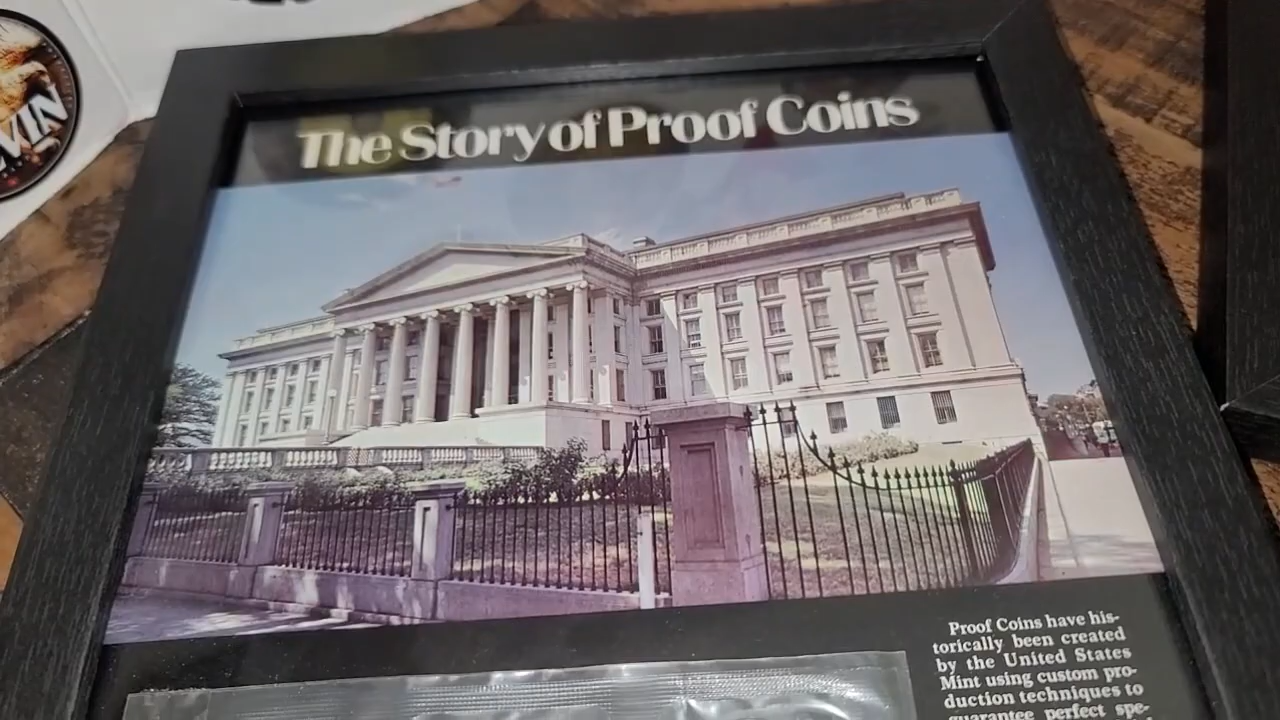 The Story of Proof Coins
VIN
Proof Coins have his-
torically been created
by the United States
Mint using custom pro-
duction techniques to
guarantee perfect spe-